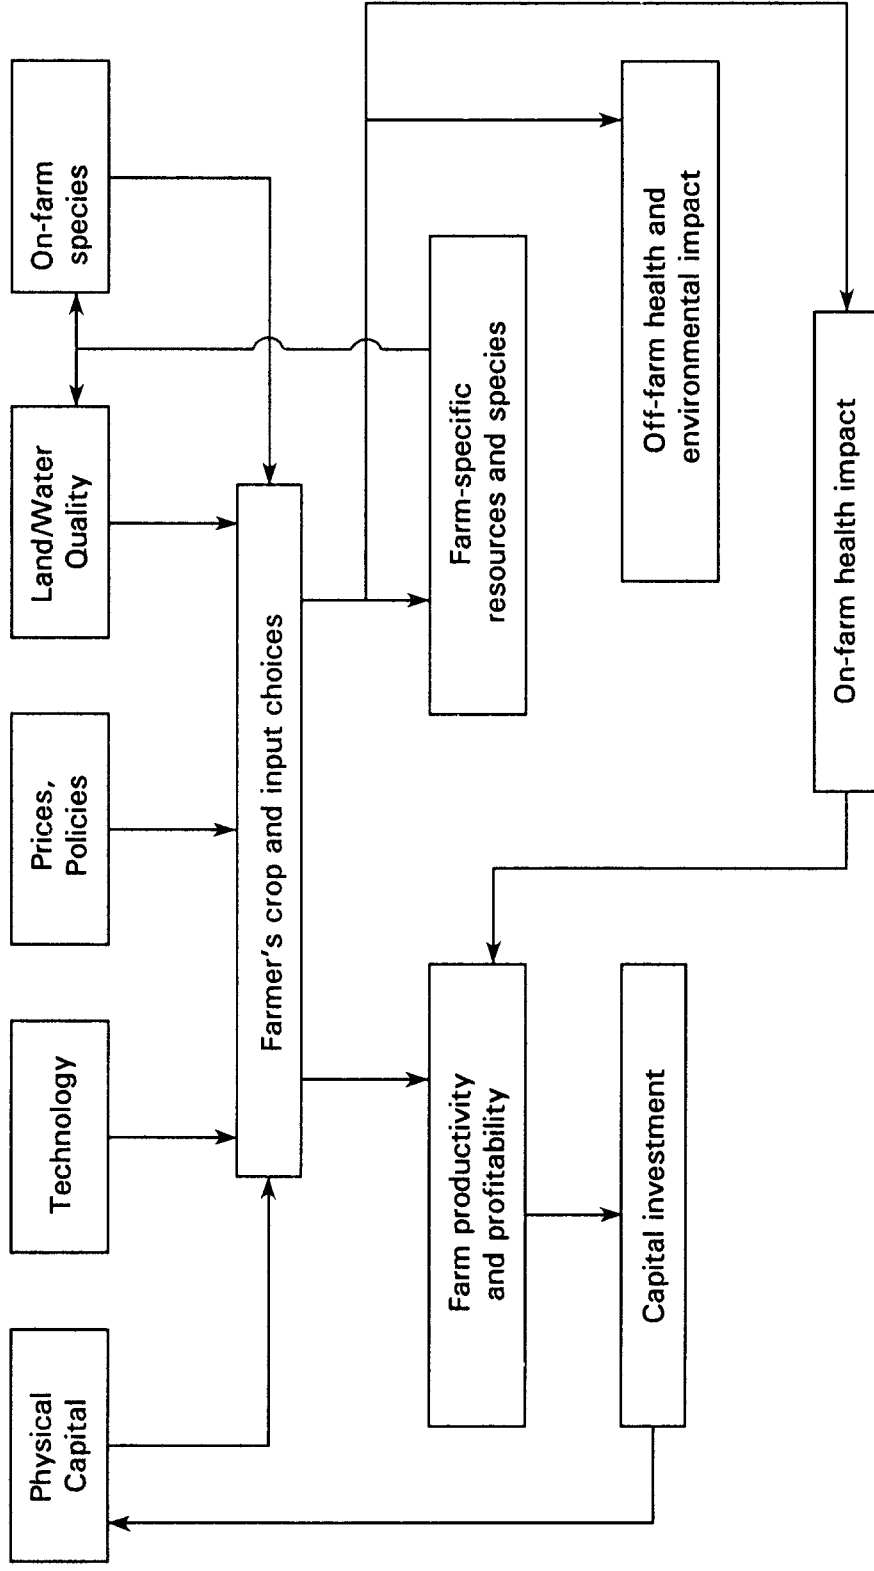 Physical
Capital
Technology
Prices,
Policies
Land/Water
Quality
On-farm
species
Farmer's crop and input choices
Farm productivity
and profitability
Farm-specific
resources and species
Capital investment
Off-farm health and
environmental impact
On-farm health impact